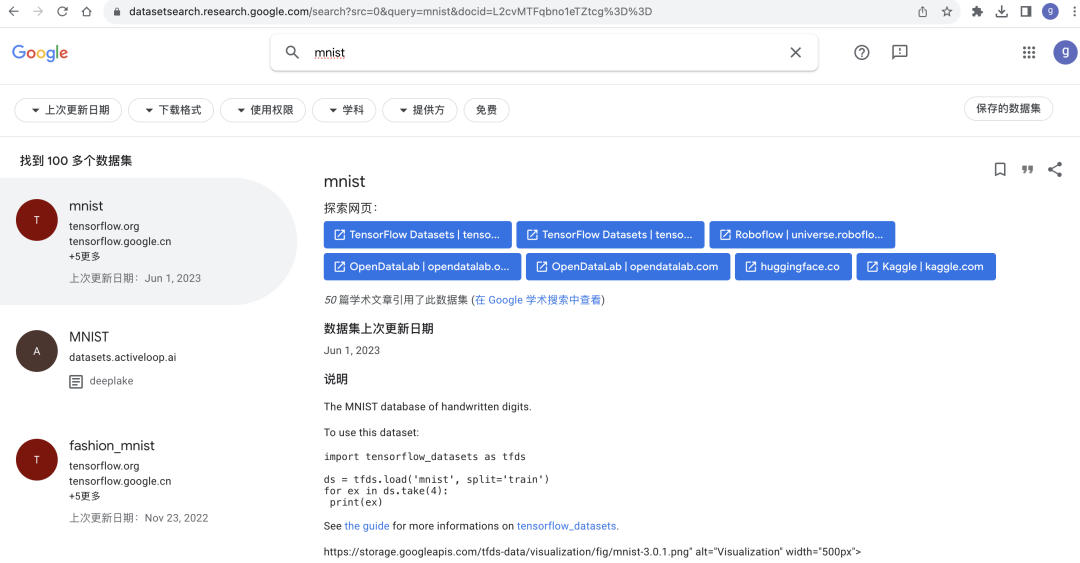 datasetsearch.research.google.com/search?src=0&query=mnist&docid=L2cvMTFqbno1eTZtcg%3D%3D
g
Google
mnist
g
上次更新日期
下载格式
使用权限
学科
提供方
免费
保存的数据集
找到 100 多个数据集
T
mnist
tensorflow.org
tensorflow.google.cn
+5更多
上次更新日期: Jun 1, 2023
A
MNIST
datasets.activeloop.ai
deeplake
T
fashion_mnist
tensorflow.org
tensorflow.google.cn
+5更多
上次更新日期: Nov 23, 2022
mnist
探索网页:
TensorFlow Datasets | tenso...
TensorFlow Datasets | tenso...
Roboflow | universe.roboflo...
OpenDataLab | opendatalab.o...
OpenDataLab | opendatalab.com
huggingface.co
Kaggle | kaggle.com
50 篇学术文章引用了此数据集 (在 Google 学术搜索中查看)
数据集上次更新日期
Jun 1, 2023
说明
The MNIST database of handwritten digits.
To use this dataset:
import tensorflow_datasets as tfds
ds = tfds.load('mnist', split='train')
for ex in ds.take(4):
print(ex)
See the guide for more informations on tensorflow_datasets.
https://storage.googleapis.com/tfds-data/visualization/fig/mnist-3.0.1.png" alt="Visualization" width="500px">